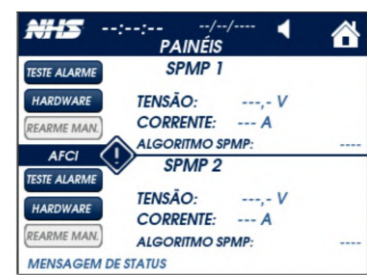 NHS --:--:-- --/--/----
PAINÉIS
TESTE ALARME SPMP 1
HARDWARE TENSÃO: ---,- V
REARME MAN. CORRENTE: --- A
ALGORITMO SPMP: ----
AFCI
SPMP 2
TESTE ALARME
HARDWARE TENSÃO: ---,- V
CORRENTE: --- A
REARME MAN. ALGORITMO SPMP: ----
MENSAGEM DE STATUS